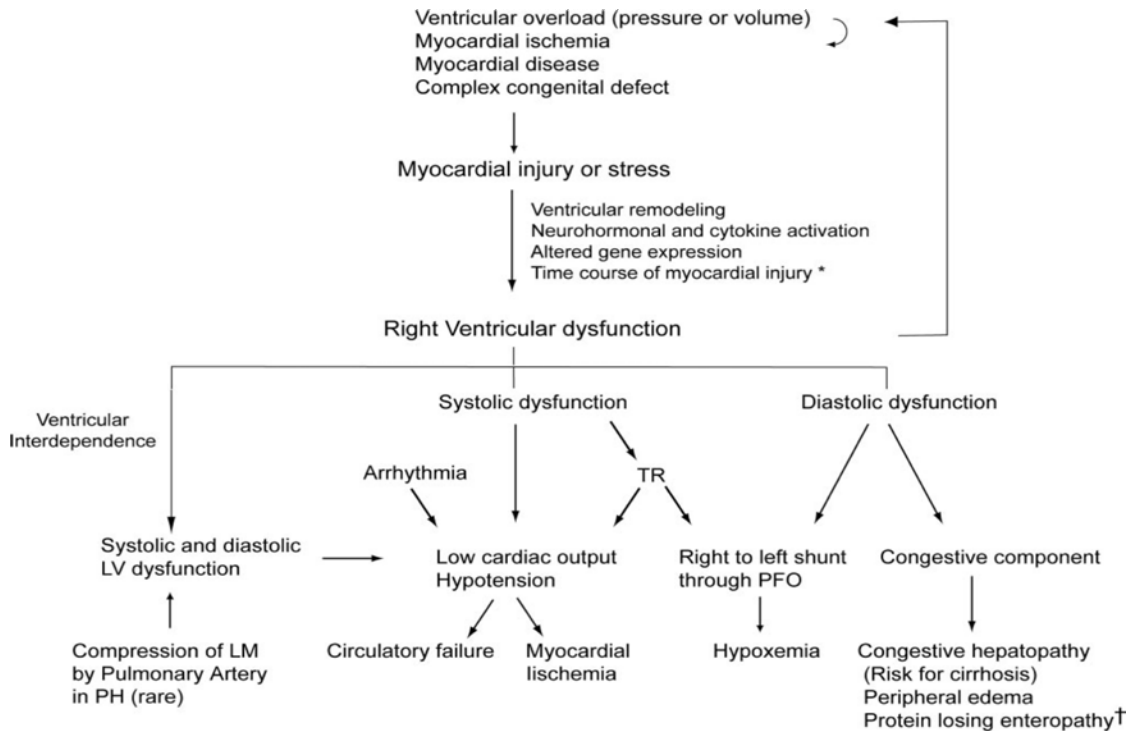 Ventricular overload (pressure or volume)
Myocardial ischemia
Myocardial disease
Complex congenital defect
Myocardial injury or stress
Ventricular remodeling
Neurohormonal and cytokine activation
Altered gene expression
Time course of myocardial injury *
Right Ventricular dysfunction
Ventricular
Interdependence
Systolic dysfunction
Diastolic dysfunction
Arrhythmia
TR
Systolic and diastolic
LV dysfunction
Low cardiac output
Hypotension
Right to left shunt
through PFO
Congestive component
Compression of LM
by Pulmonary Artery
in PH (rare)
Circulatory failure
Myocardial
lischemia
Hypoxemia
Congestive hepatopathy
(Risk for cirrhosis)
Peripheral edema
Protein losing enteropathy†